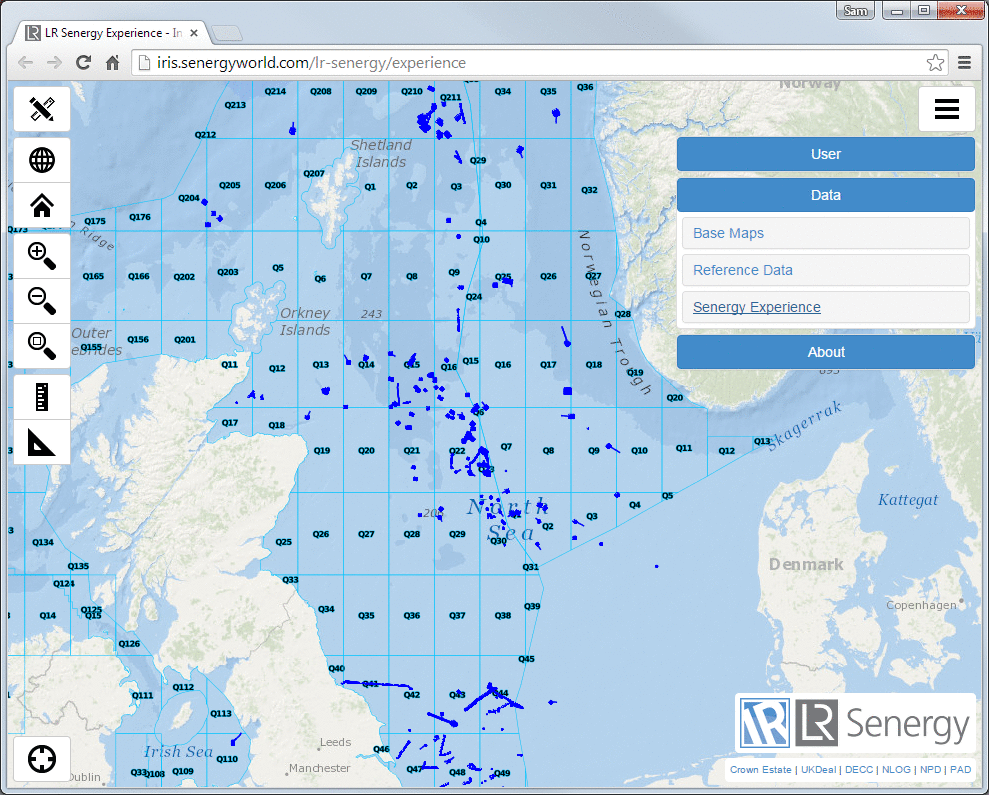 Sam
LR Senergy Experience - In
iris.senergyworld.com/lr-senergy/experience
Norway
User
Data
Base Maps
Reference Data
Senergy Experience
About
Q213 Q214 Q208 Q209 Q210 Q211 Q34 Q35 Q36
Q212
Shetland
Islands
Q29
Q204 Q205 Q206 Q207 Q1 Q2 Q3 Q30 Q31 Q32
Q175 Q176 Q4
Q173
Ridge
Q10
Q165 Q166 Q202 Q203 Q5 Q6 Q7 Q8 Q9 Q25 Q26 Q27
Norwegian Trough
Q24
Orkney
Islands
243
Q28
Outer
Hebrides
Q155 Q156 Q201
Q11 Q12 Q13 Q14 Q15 Q16 Q15 Q16 Q17 Q18 Q19
695
Q20
Skagerrak
Q17 Q18 Q6
Q19 Q20 Q21 Q22 Q7 Q8 Q9 Q10 Q11 Q12 Q13
Q23
Kattegat
Q5
North
Sea
208
Q4
Q3
Q2
Q134 Q25 Q26 Q27 Q28 Q29 Q30
Q135 Q31
Denmark
Q124 Q33
Copenhagen
Q125
Q14 Q15 Q34 Q35 Q36 Q37 Q38 Q39
Q126
Q45
Q40
Q111 Q112 Q41 Q42 Q43 Q44
Q113
LR Senergy
Leeds
Irish Sea
Q46
Q110
Manchester
Dublin
Q33 Q108 Q109 Q47 Q48 Q49
Crown Estate | UKDeal | DECC | NLOG | NPD | PAD